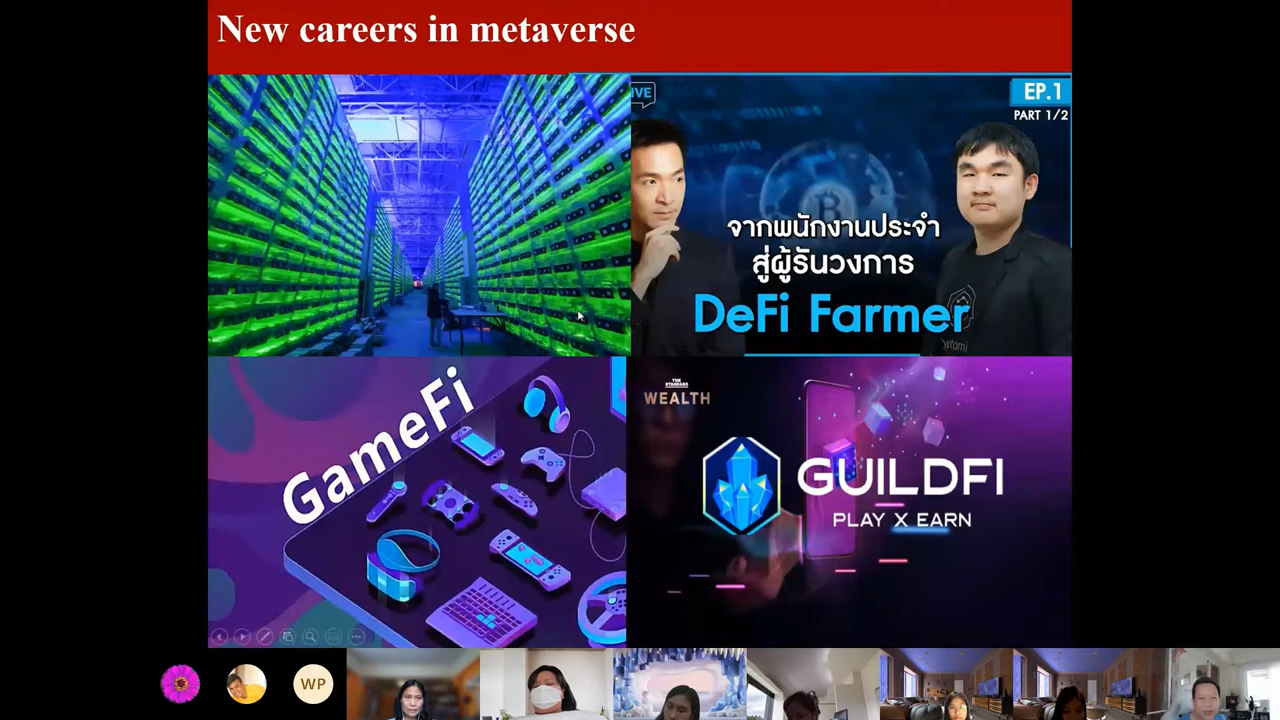 New careers in metaverse
IVE
EP.1
PART 1/2
จากพนักงานประจำ
สู่ผู้รันวงการ
DeFi Farmer
yptomi
GameFi
THE
STANDARD
WEALTH
GUILDFI
PLAY X EARN
WP